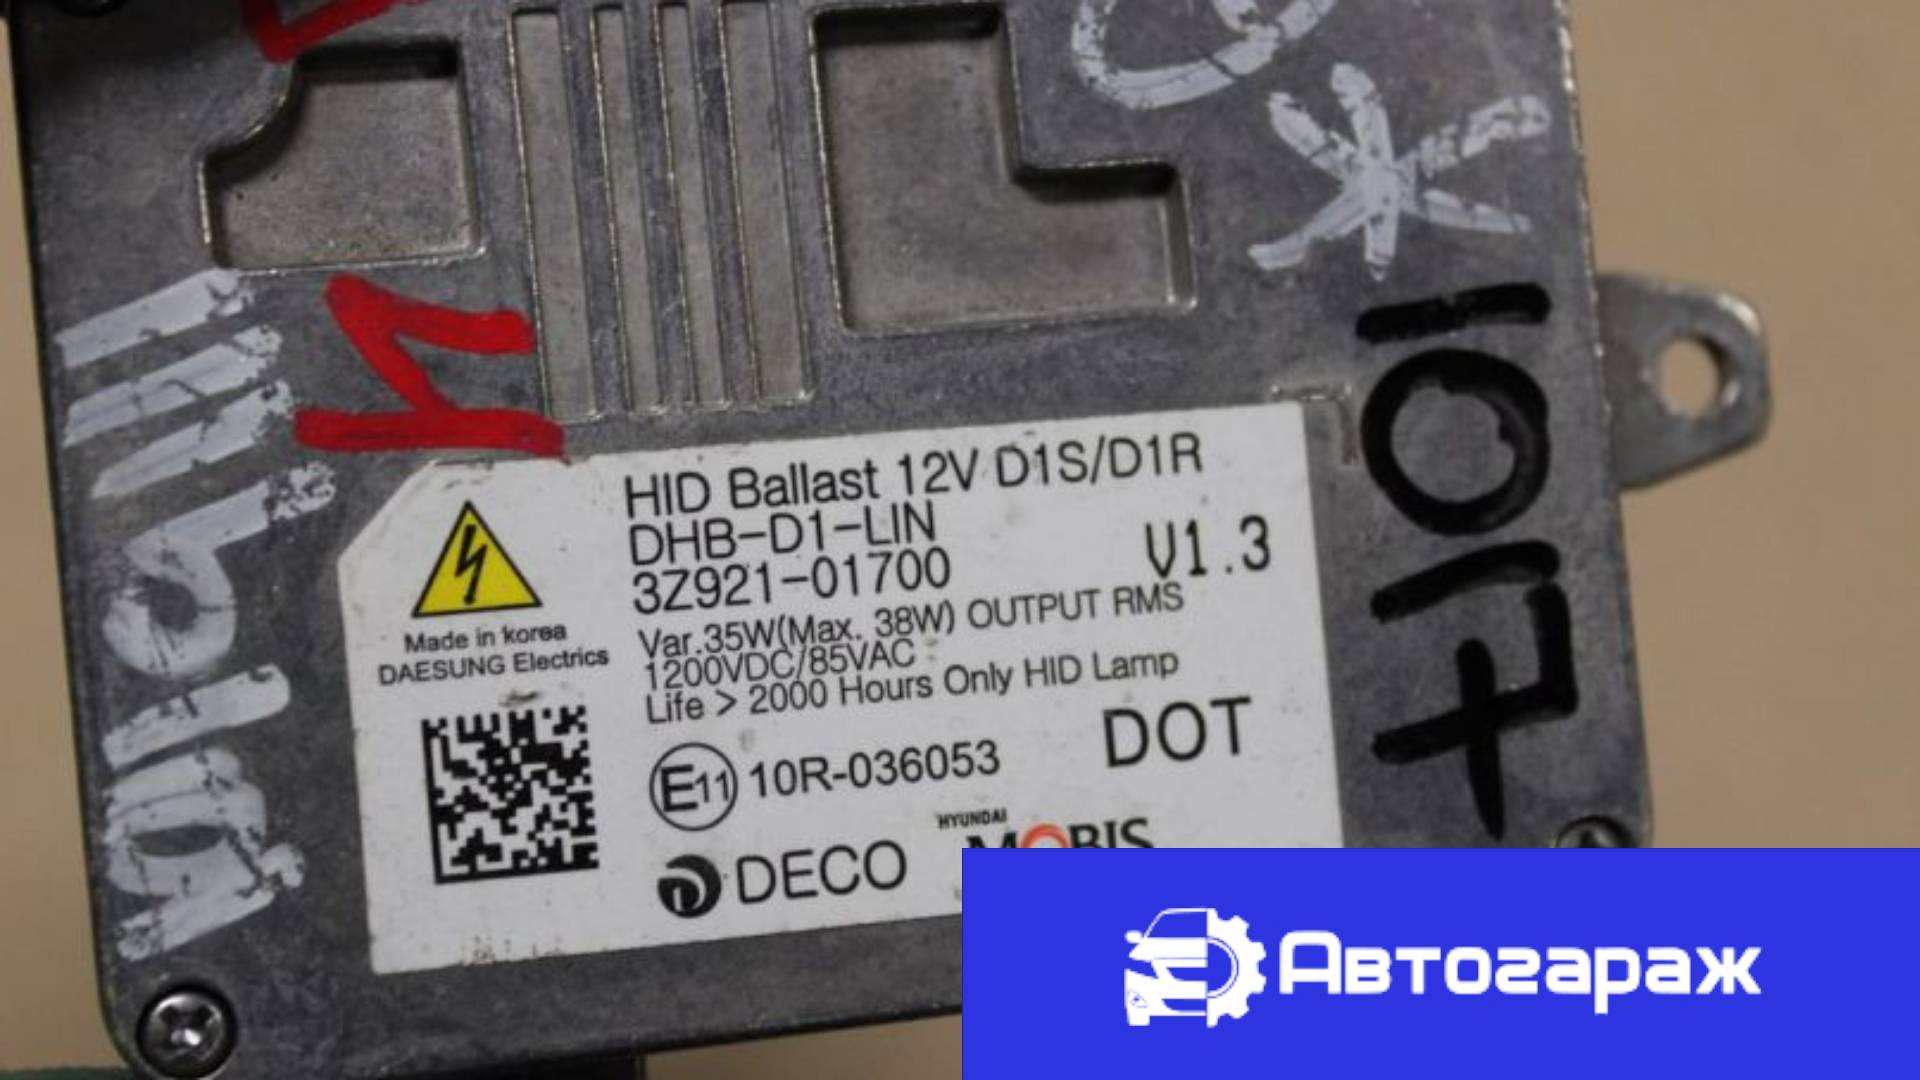 HID Ballast 12V D1S/D1R
DHB-D1-LIN
3Z921-01700
V1.3
Var.35W(Max. 38W) OUTPUT RMS
1200VDC/85VAC
Life > 2000 Hours Only HID Lamp
Made in korea
DAESUNG Electrics
E11 10R-036053
DOT
DECO
HYUNDAI
MOBIS
Автогараж